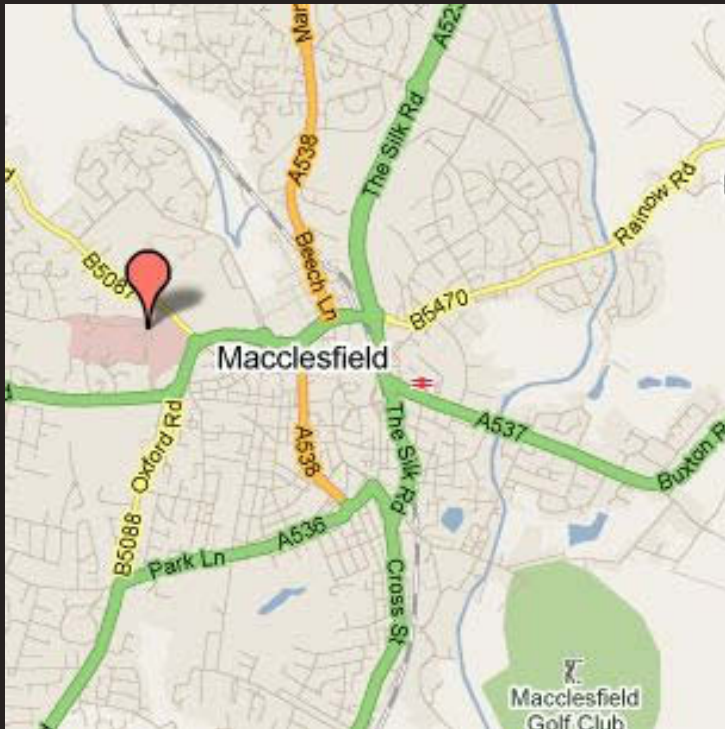 A523
A538
The Silk Rd
Rainow Rd
B5087
Beech Ln
B5470
Macclesfield
Oxford Rd
A538
The Silk Rd
A537
Buxton R
B5088
Park Ln
A536
Cross St
Macclesfield
Golf Club